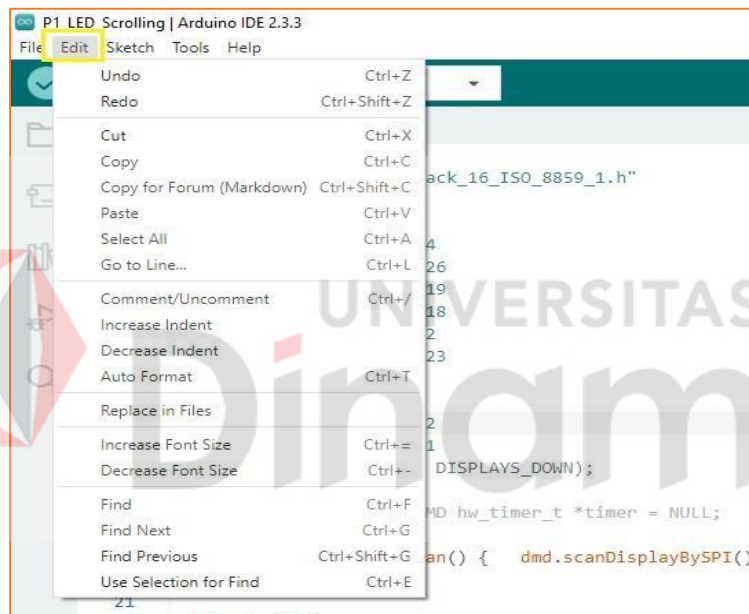 P1_LED_Scrolling | Arduino IDE 2.3.3
File Edit Sketch Tools Help
Undo Ctrl+Z
Redo Ctrl+Shift+Z
Cut Ctrl+X
Copy Ctrl+C
Copy for Forum (Markdown) Ctrl+Shift+C
ack_16_ISO_8859_1.h"
Paste Ctrl+V
Select All Ctrl+A
4
Go to Line... Ctrl+L
26
19
Comment/Uncomment Ctrl+/
18
Increase Indent
2
Decrease Indent
23
Auto Format Ctrl+T
Replace in Files
2
Increase Font Size Ctrl+=
1
Decrease Font Size Ctrl+-
DISPLAYS_DOWN);
Find Ctrl+F
MD hw_timer_t *timer = NULL;
Find Next Ctrl+G
Find Previous Ctrl+Shift+G
an() { dmd.scanDisplayBySPI()
Use Selection for Find Ctrl+E
21
UNIVERSITAS
Dinam